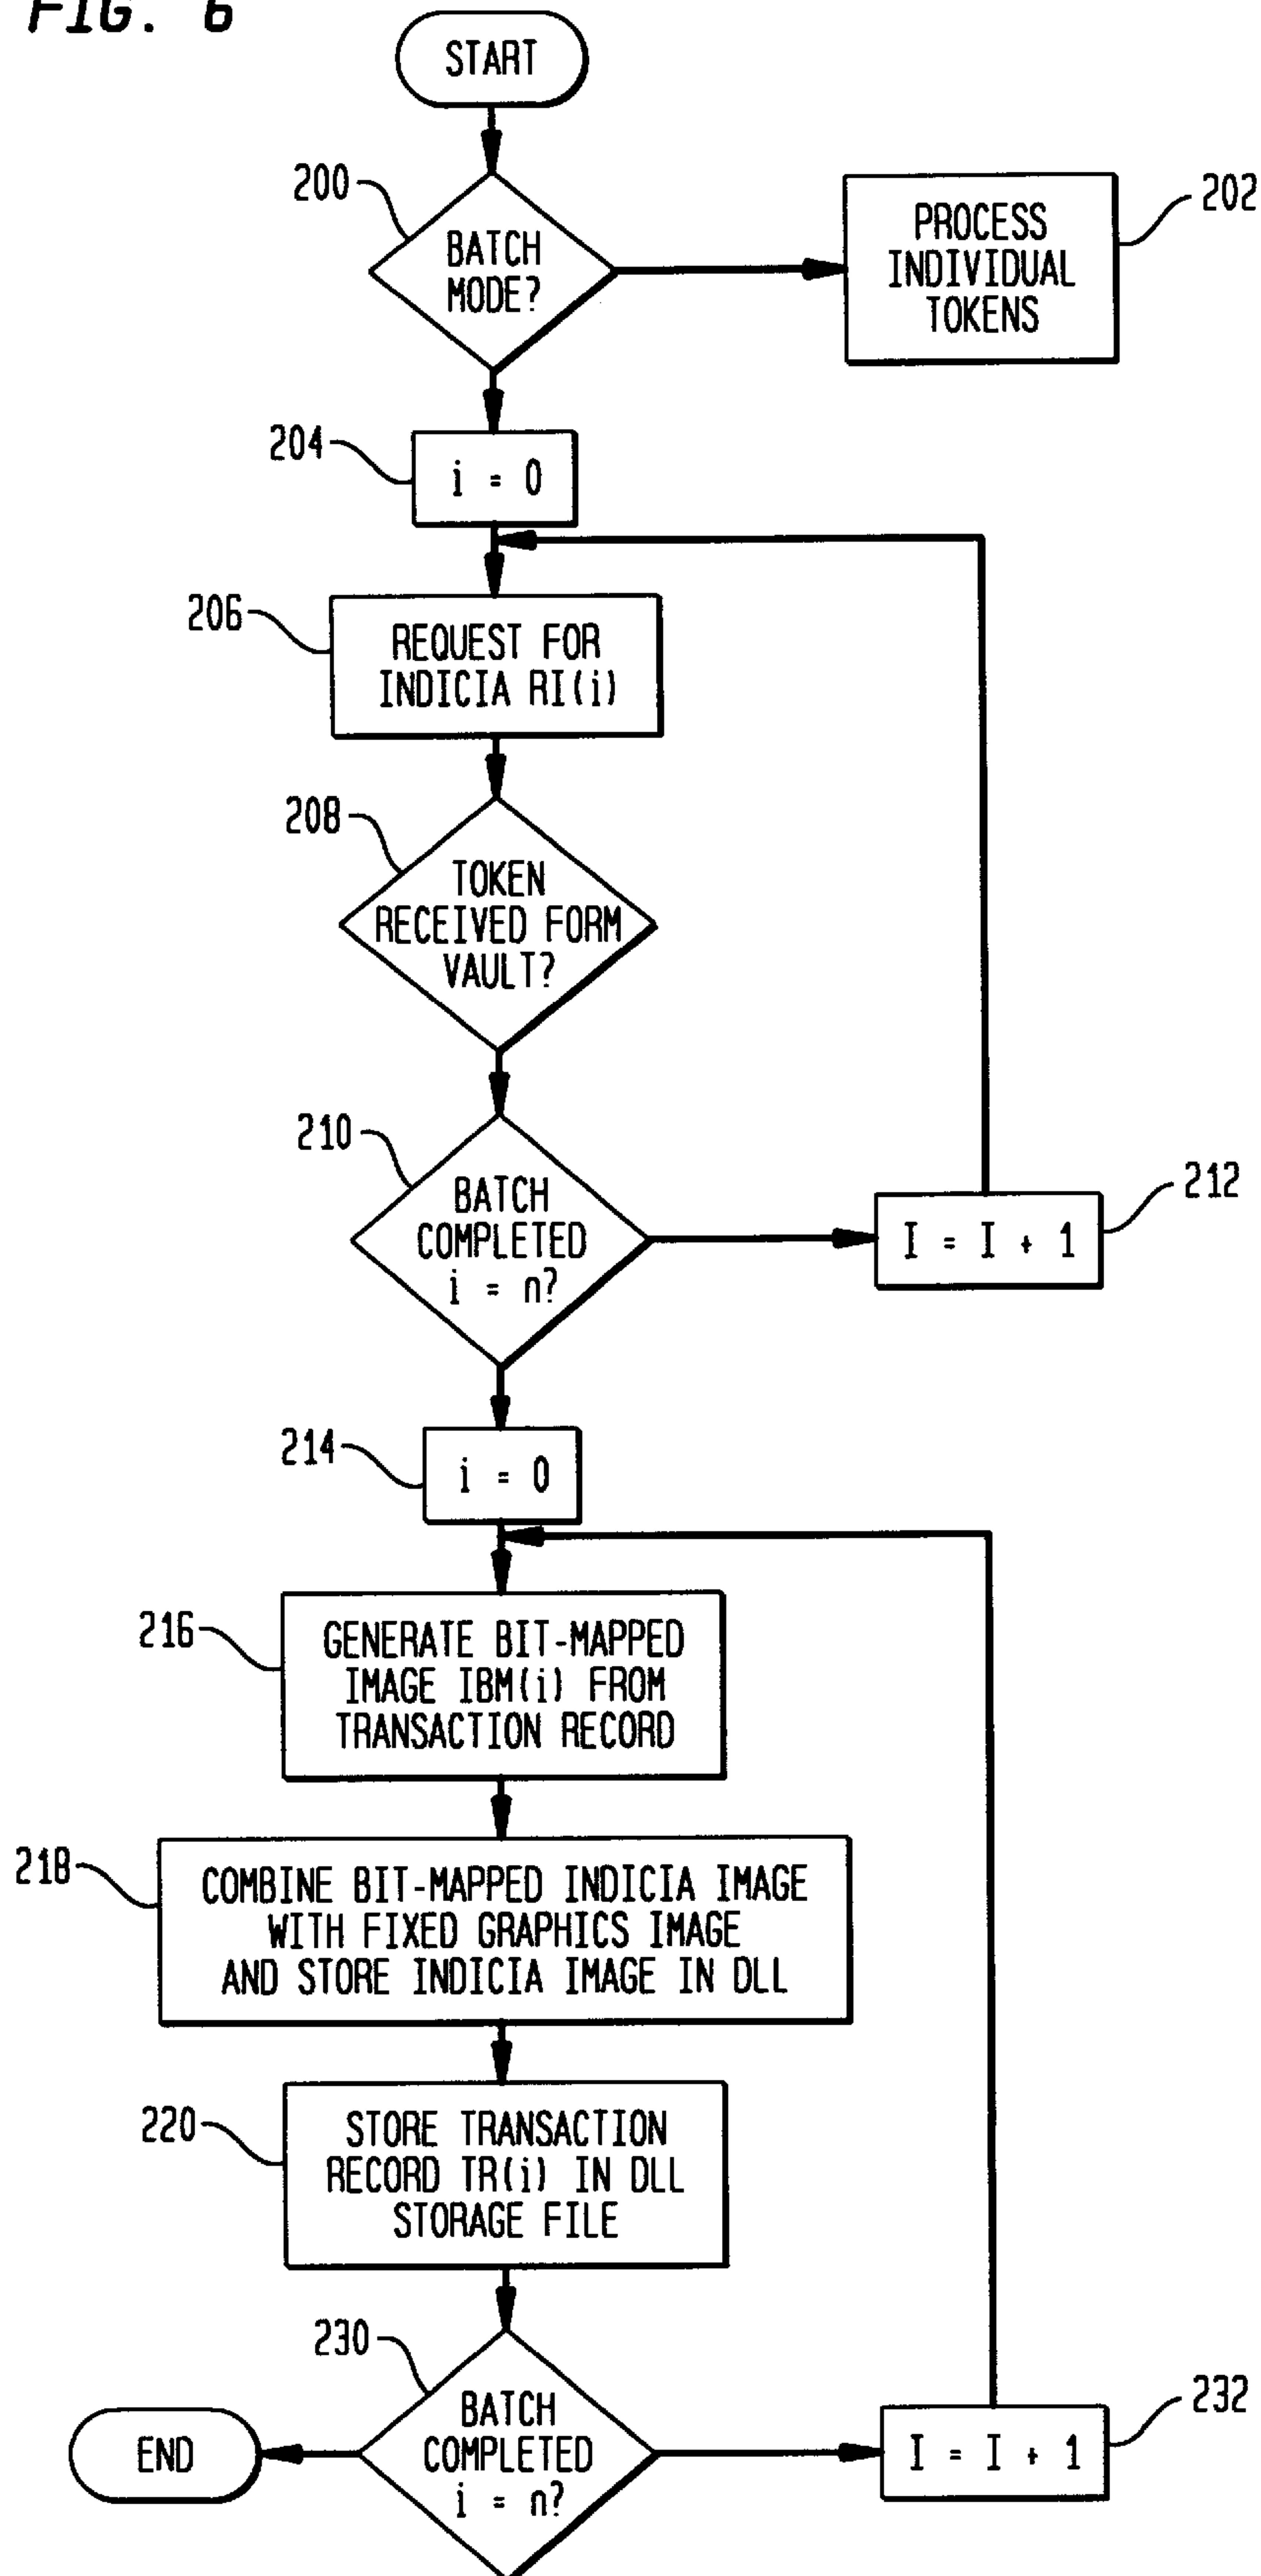 FIG. 6
START
200
BATCH
MODE?
202
PROCESS
INDIVIDUAL
TOKENS
204
i = 0
206
REQUEST FOR
INDICIA RI(i)
208
TOKEN
RECEIVED FORM
VAULT?
210
BATCH
COMPLETED
i = n?
212
I = I + 1
214
i = 0
216
GENERATE BIT-MAPPED
IMAGE IBM(i) FROM
TRANSACTION RECORD
218
COMBINE BIT-MAPPED INDICIA IMAGE
WITH FIXED GRAPHICS IMAGE
AND STORE INDICIA IMAGE IN DLL
220
STORE TRANSACTION
RECORD TR(i) IN DLL
STORAGE FILE
230
BATCH
COMPLETED
i = n?
END
232
I = I + 1